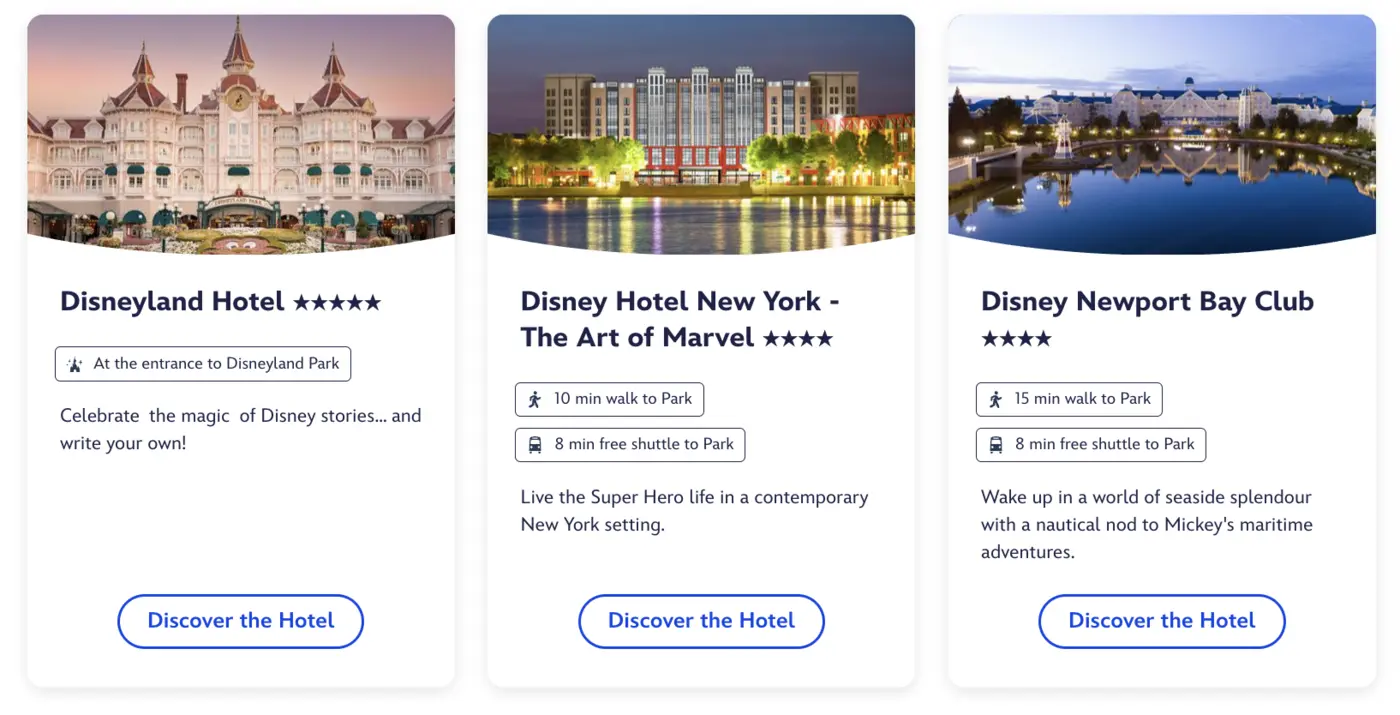 DISNEYLAND PARK
Disneyland Hotel ★★★★★
At the entrance to Disneyland Park
Celebrate  the magic  of Disney stories... and
write your own!
Discover the Hotel
Disney Hotel New York -
The Art of Marvel ★★★★
10 min walk to Park
8 min free shuttle to Park
Live the Super Hero life in a contemporary
New York setting.
Discover the Hotel
Disney Newport Bay Club
★★★★
15 min walk to Park
8 min free shuttle to Park
Wake up in a world of seaside splendour
with a nautical nod to Mickey's maritime
adventures.
Discover the Hotel